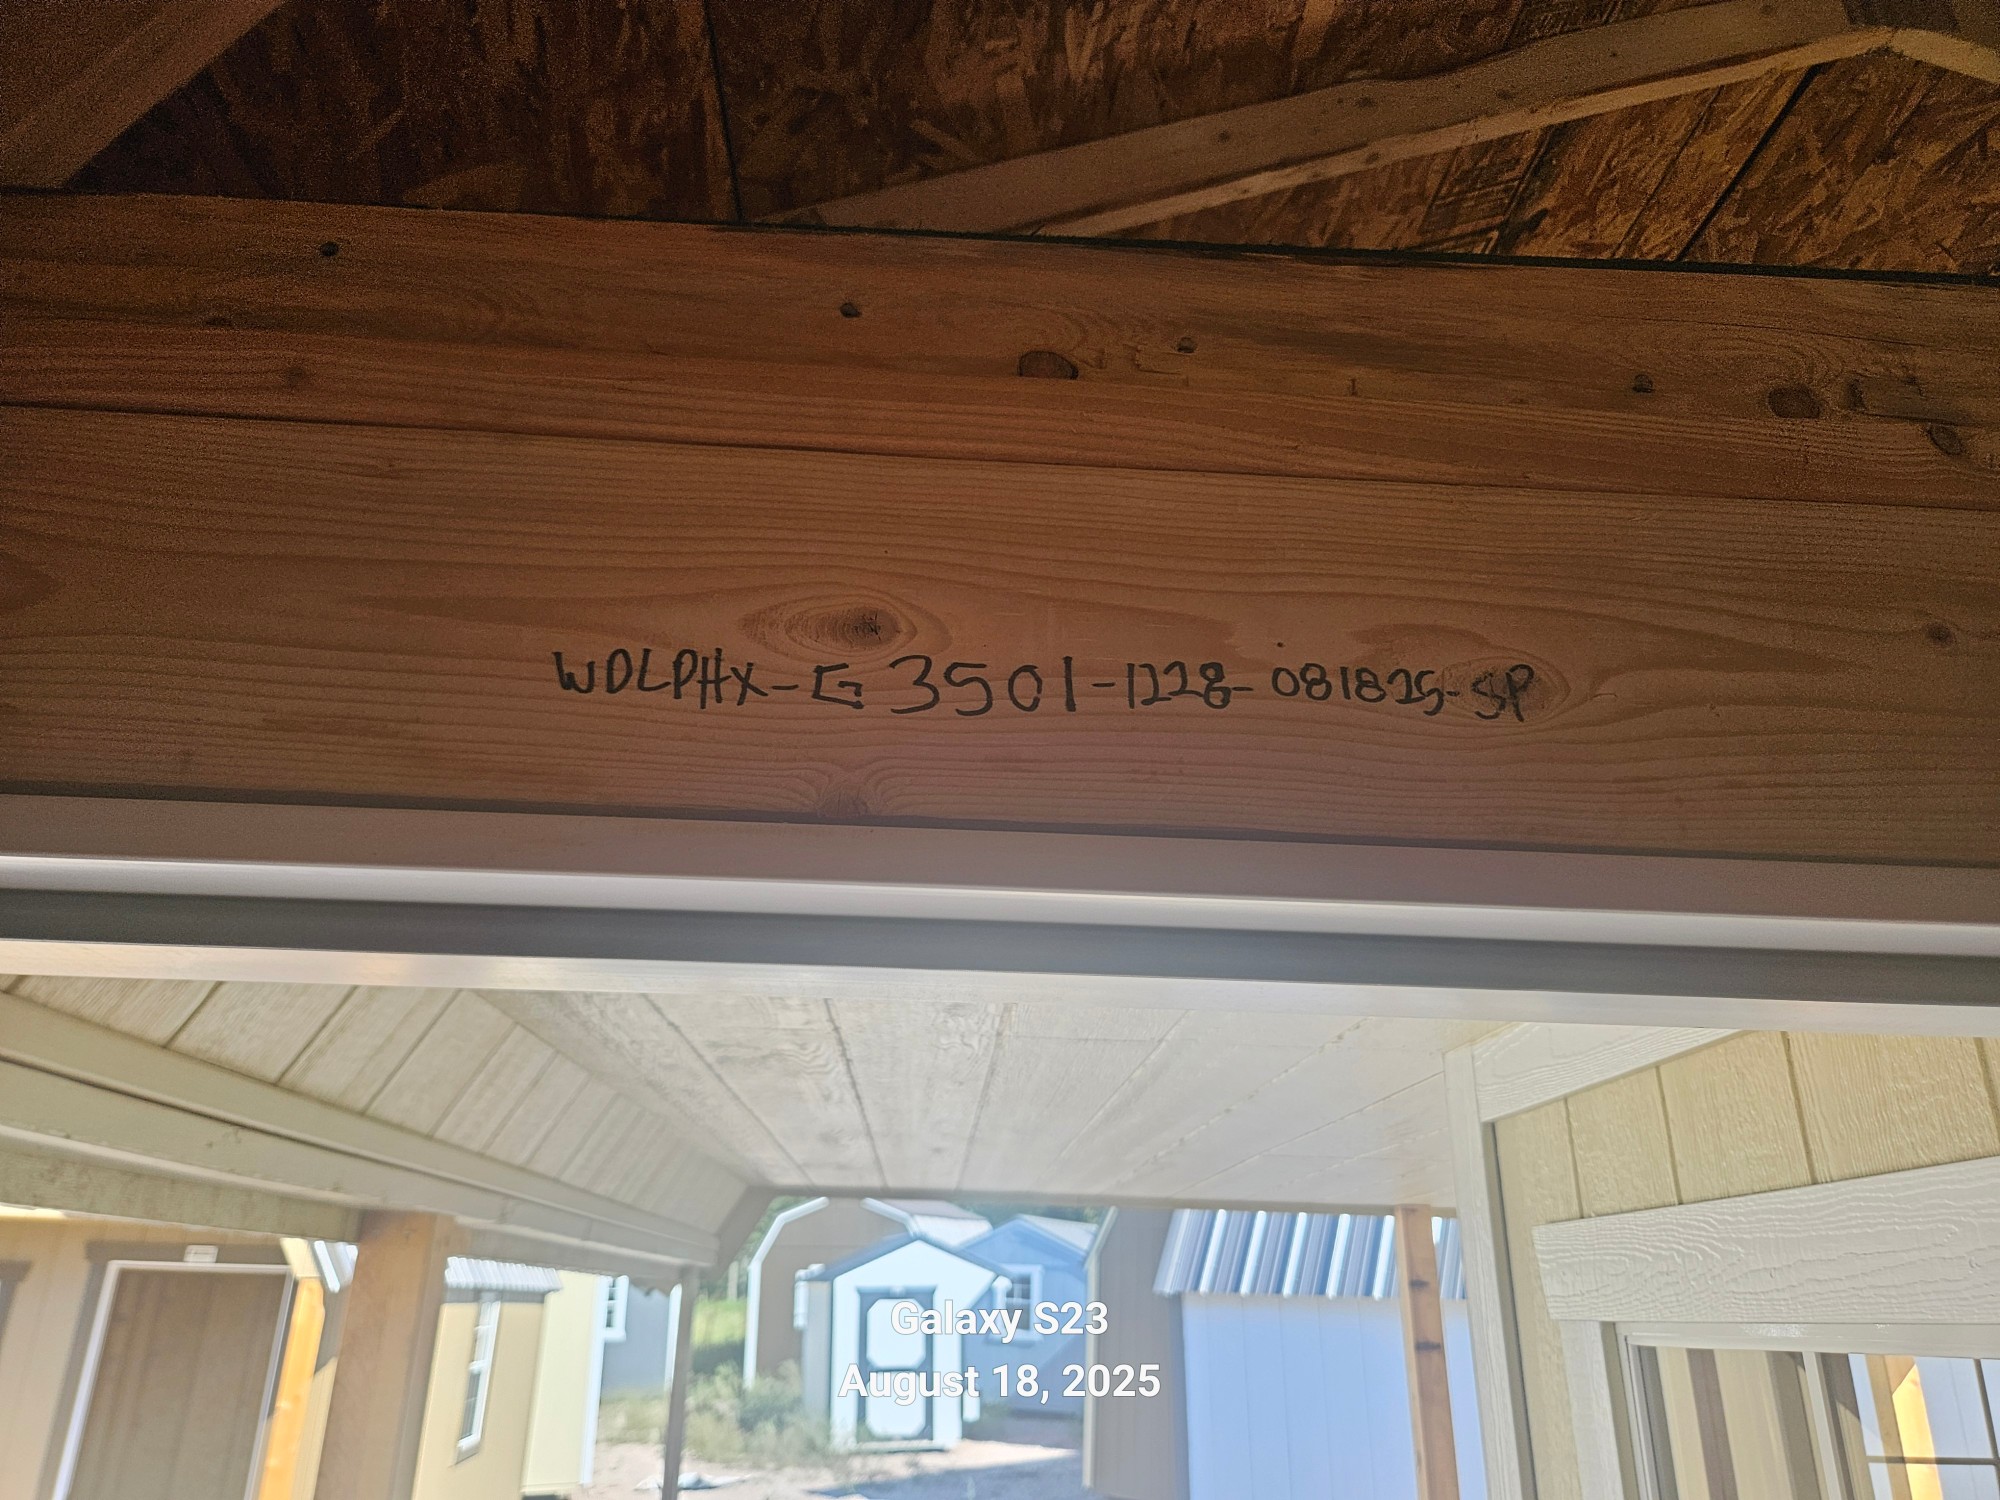 WDLPHX-G3501-1228-081825-SP
Galaxy S23
August 18, 2025